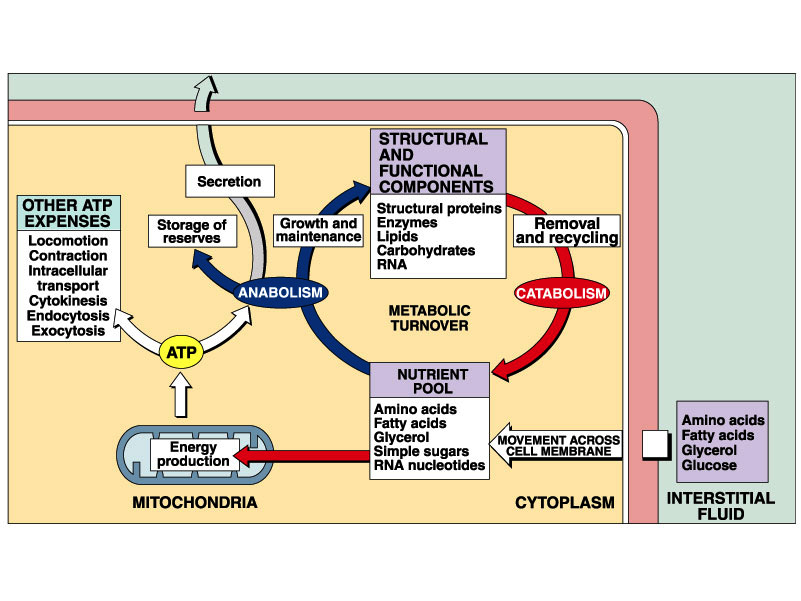 STRUCTURAL
AND
FUNCTIONAL
COMPONENTS
Structural proteins
Enzymes
Lipids
Carbohydrates
RNA
Secretion
OTHER ATP
EXPENSES
Locomotion
Contraction
Intracellular
transport
Cytokinesis
Endocytosis
Exocytosis
Storage of
reserves
Growth and
maintenance
Removal
and recycling
ANABOLISM
CATABOLISM
METABOLIC
TURNOVER
ATP
NUTRIENT
POOL
Amino acids
Fatty acids
Glycerol
Simple sugars
RNA nucleotides
Energy
production
MITOCHONDRIA
MOVEMENT ACROSS
CELL MEMBRANE
CYTOPLASM
Amino acids
Fatty acids
Glycerol
Glucose
INTERSTITIAL
FLUID